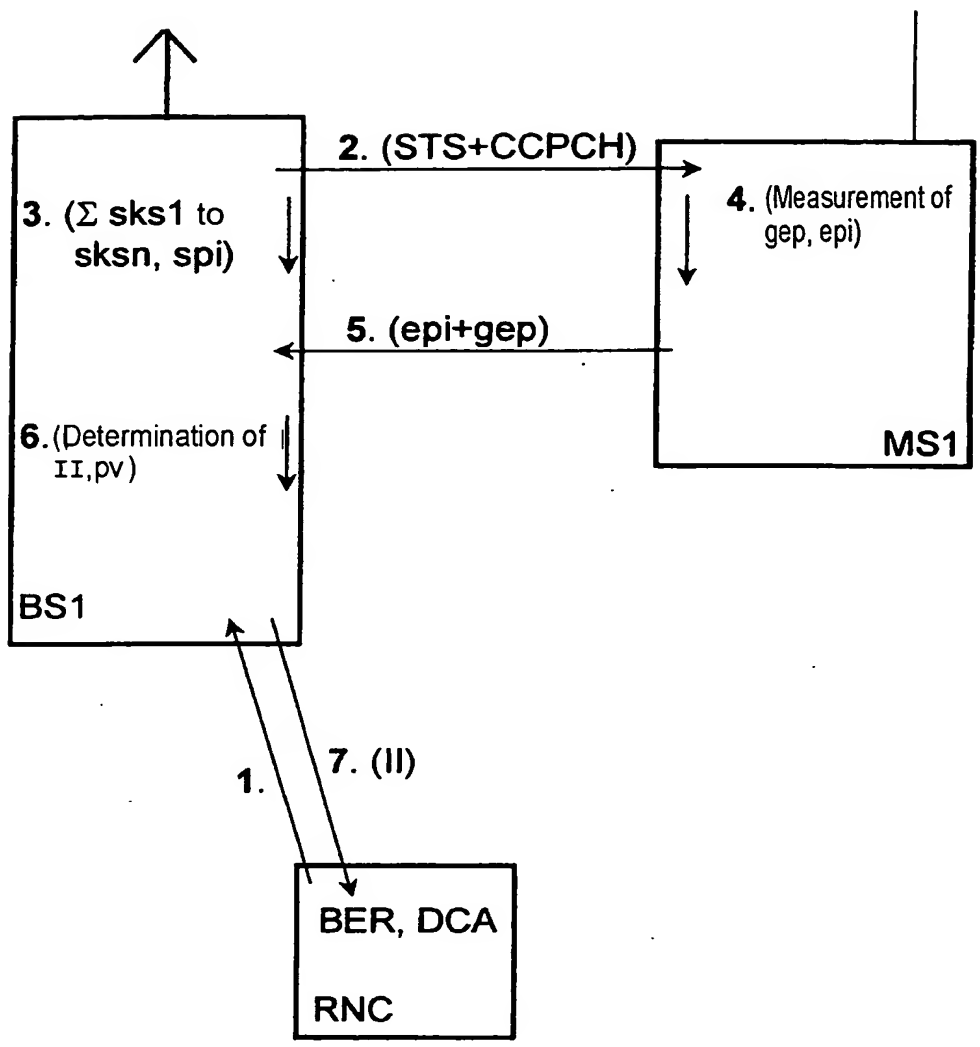 2. (STS+CCPCH)
3. (Σ sks1 to
sksn, spi)
4. (Measurement of
gep, epi)
5. (epi+gep)
6. (Determination of
II,pv)
MS1
BS1
1.
7. (II)
BER, DCA
RNC